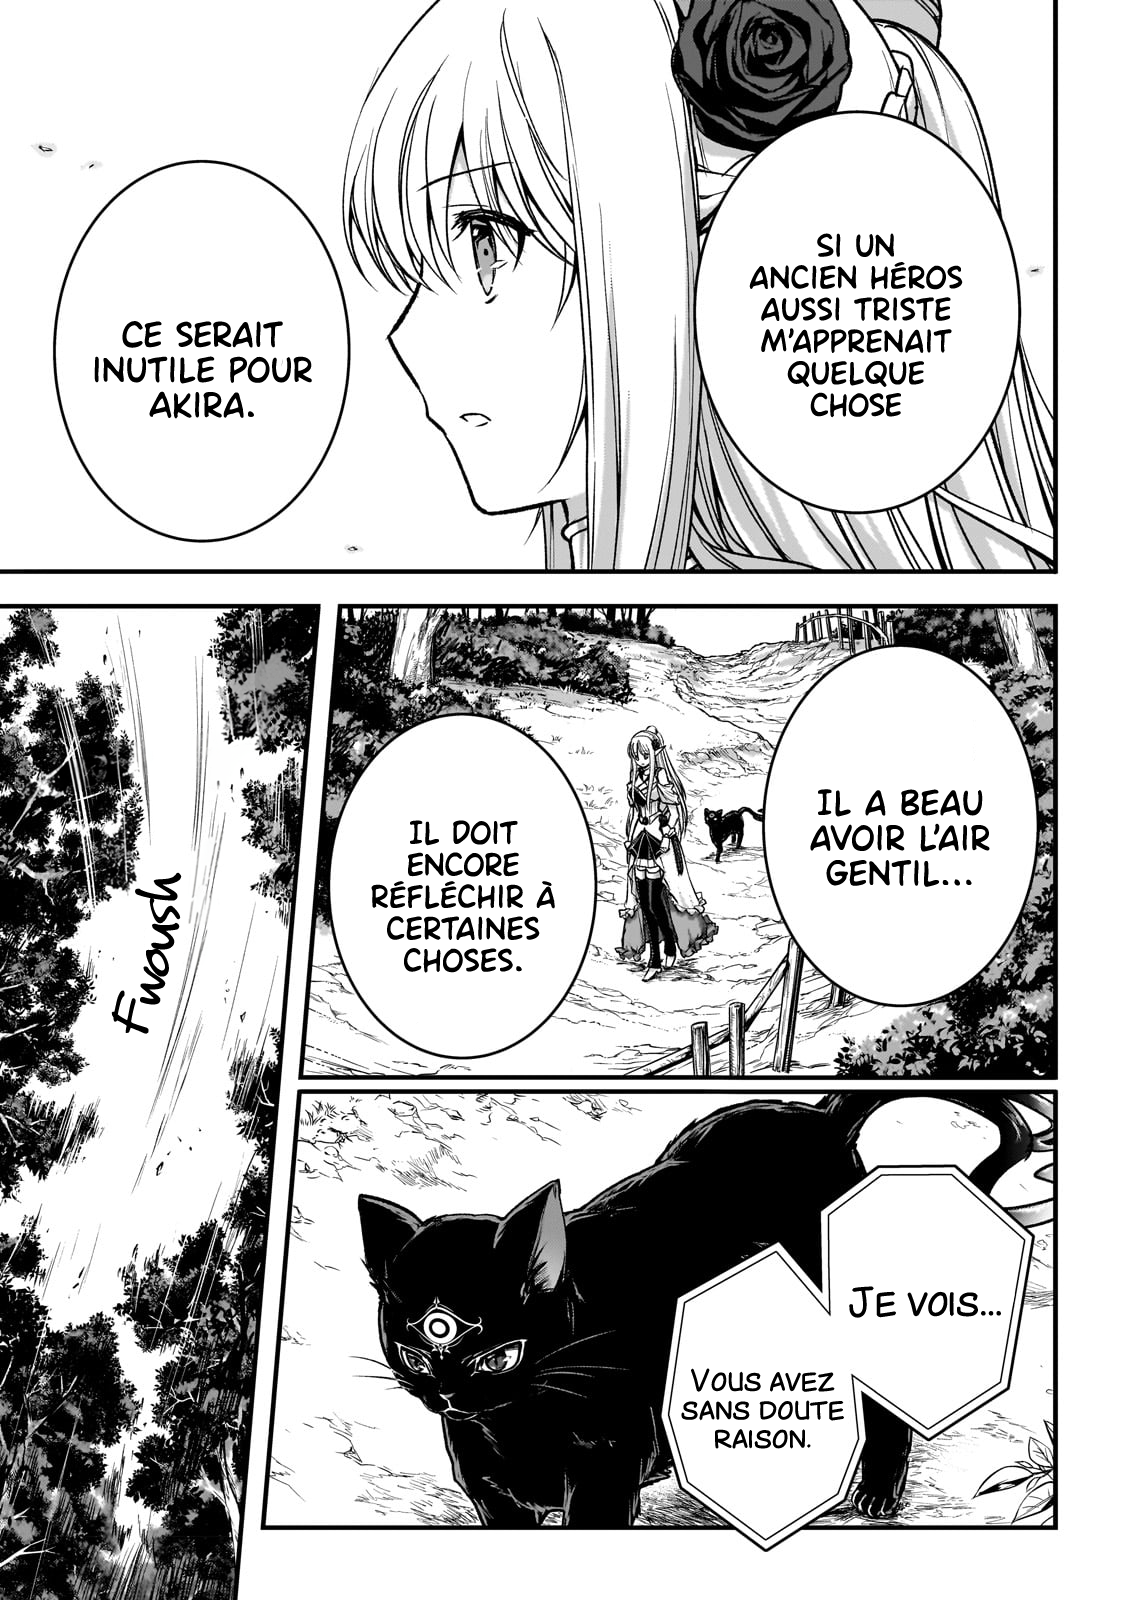 SI UN
ANCIEN HÉROS
AUSSI TRISTE
M'APPRENAIT
QUELQUE
CHOSE
CE SERAIT
INUTILE POUR
AKIRA.
IL A BEAU
AVOIR L'AIR
GENTIL...
IL DOIT
ENCORE
RÉFLÉCHIR À
CERTAINES
CHOSES.
Fwoush
JE VOIS...
VOUS AVEZ
SANS DOUTE
RAISON.